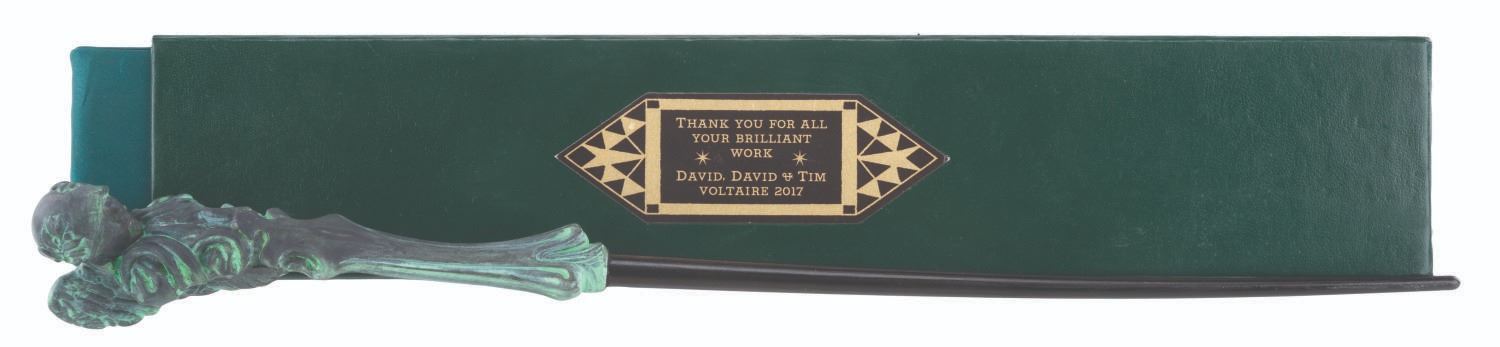 THANK YOU FOR ALL
YOUR BRILLIANT
WORK
DAVID, DAVID & TIM
VOLTAIRE 2017